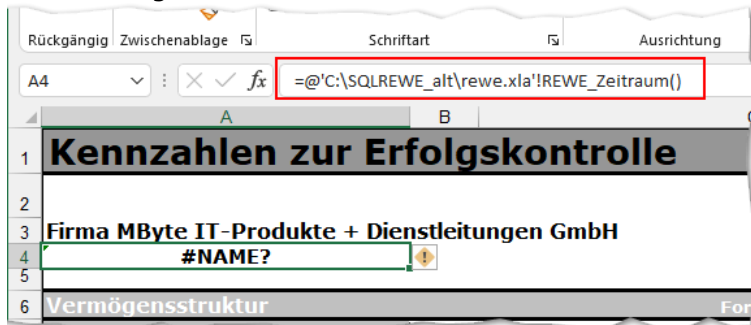 Rückgängig Zwischenablage Schriftart Ausrichtung
A4 fx =@'C:\SQLREWE_alt\rewe.xla'!REWE_Zeitraum()
A B
1 Kennzahlen zur Erfolgskontrolle
2
3 Firma MByte IT-Produkte + Dienstleitungen GmbH
4 #NAME?
5
6 Vermögensstruktur For